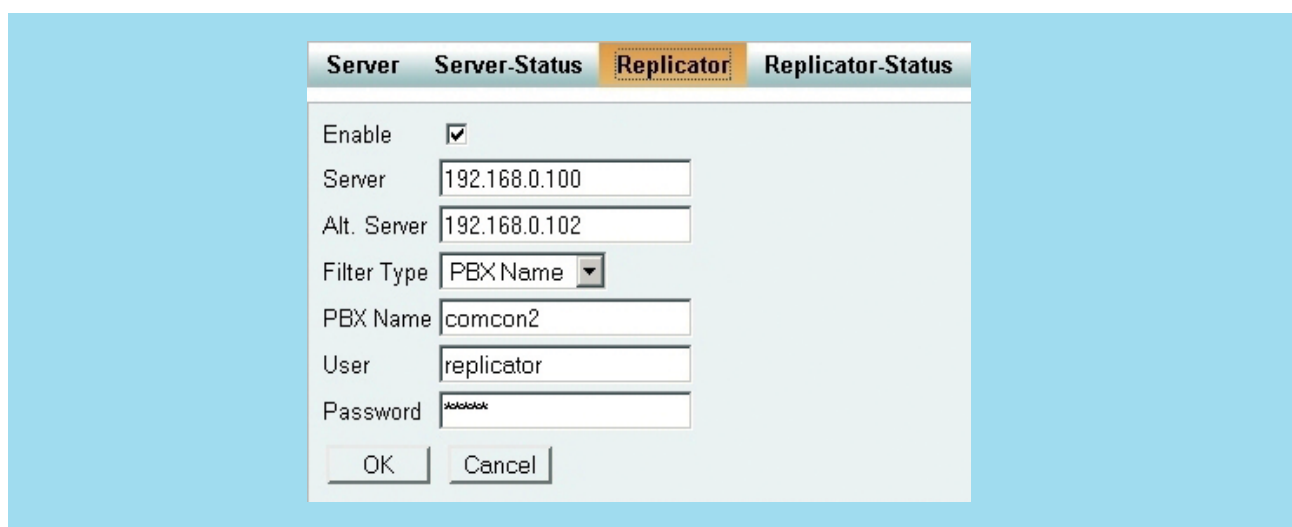 Server Server-Status Replicator Replicator-Status
Enable
Server 192.168.0.100
Alt. Server 192.168.0.102
Filter Type PBX Name
PBX Name comcon2
User replicator
Password ******
OK Cancel